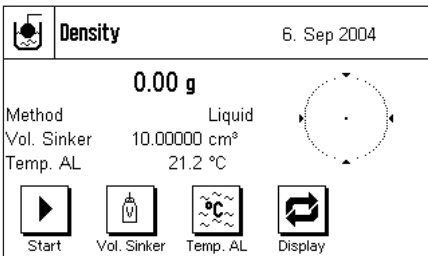 Density 6. Sep 2004
0.00 g
Method Liquid
Vol. Sinker 10.00000 cm³
Temp. AL 21.2 °C
V °C
Start Vol. Sinker Temp. AL Display